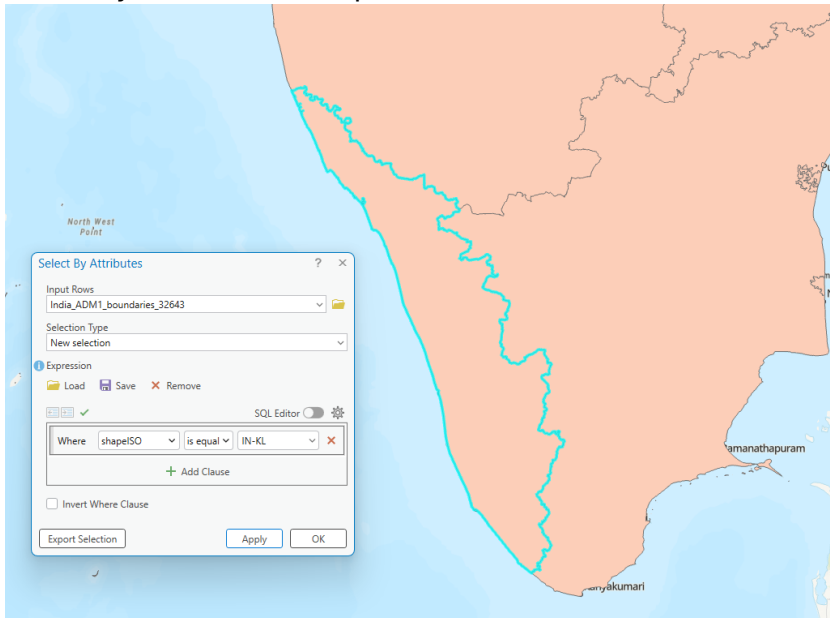 North West
Point
Select By Attributes
Input Rows
India_ADM1_boundaries_32643
Selection Type
New selection
Expression
Load Save Remove
SQL Editor
Where shapeISO is equal IN-KL
Add Clause
Invert Where Clause
Export Selection Apply OK
amanathapuram